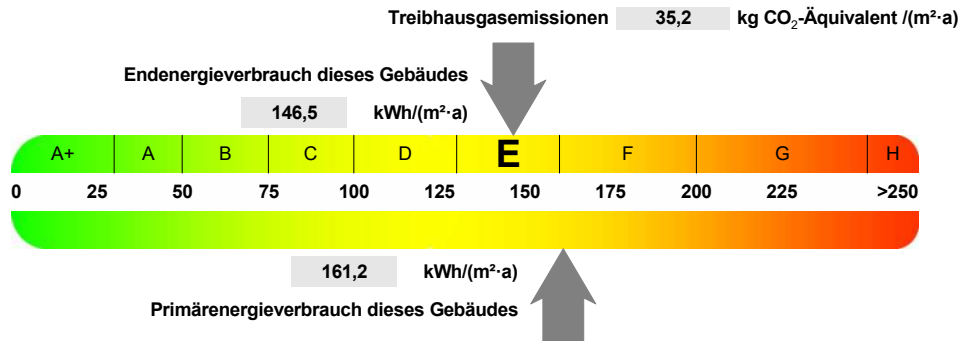 Treibhausgasemissionen 35,2 kg CO₂-Äquivalent /(m²·a)
Endenergieverbrauch dieses Gebäudes
146,5 kWh/(m²·a)
A+ A B C D E F G H
0 25 50 75 100 125 150 175 200 225 >250
161,2 kWh/(m²·a)
Primärenergieverbrauch dieses Gebäudes